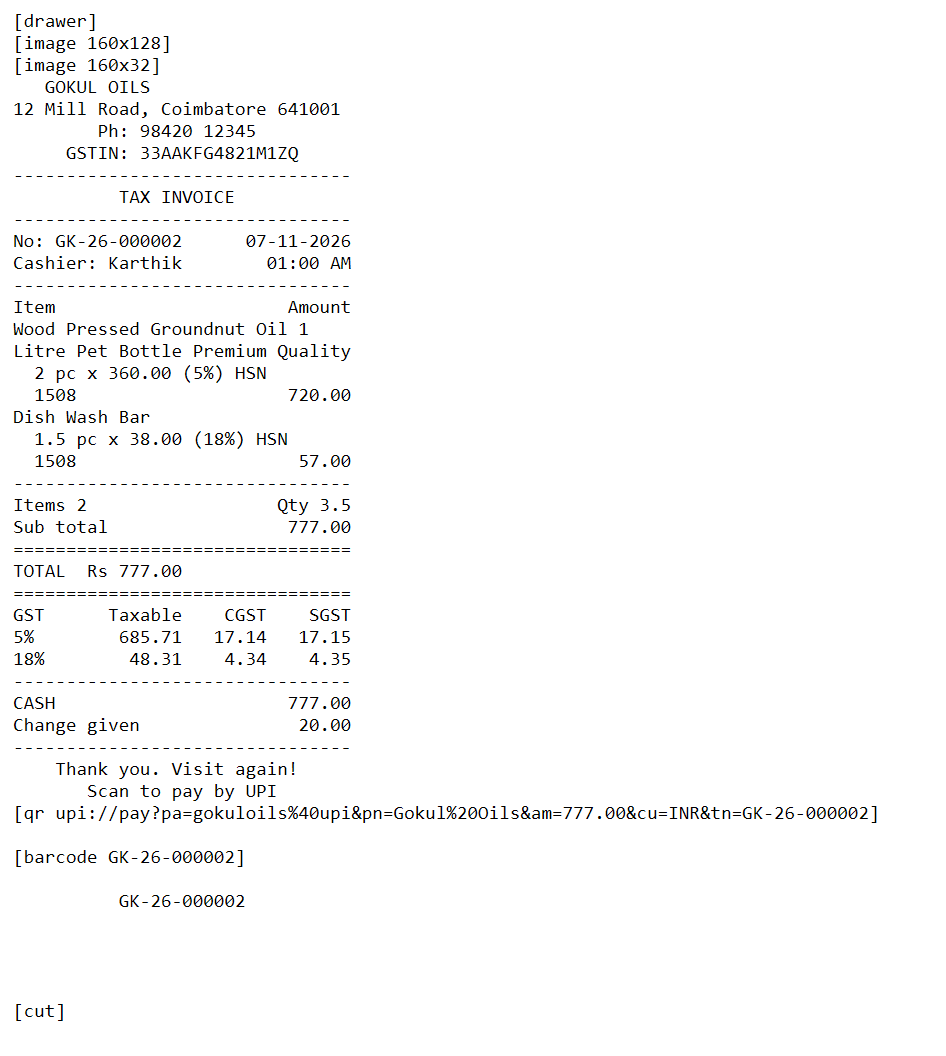 [drawer]
[image 160x128]
[image 160x32]
   GOKUL OILS
12 Mill Road, Coimbatore 641001
        Ph: 98420 12345
     GSTIN: 33AAKFG4821M1ZQ
--------------------------------
          TAX INVOICE
--------------------------------
No: GK-26-000002      07-11-2026
Cashier: Karthik        01:00 AM
--------------------------------
Item                      Amount
Wood Pressed Groundnut Oil 1
Litre Pet Bottle Premium Quality
  2 pc x 360.00 (5%) HSN
  1508                    720.00
Dish Wash Bar
  1.5 pc x 38.00 (18%) HSN
  1508                     57.00
--------------------------------
Items 2                  Qty 3.5
Sub total                 777.00
================================
TOTAL  Rs 777.00
================================
GST      Taxable    CGST    SGST
5%        685.71   17.14   17.15
18%        48.31    4.34    4.35
--------------------------------
CASH                      777.00
Change given               20.00
--------------------------------
    Thank you. Visit again!
       Scan to pay by UPI
[qr upi://pay?pa=gokuloils%40upi&pn=Gokul%20Oils&am=777.00&cu=INR&tn=GK-26-000002]
[barcode GK-26-000002]
          GK-26-000002
[cut]